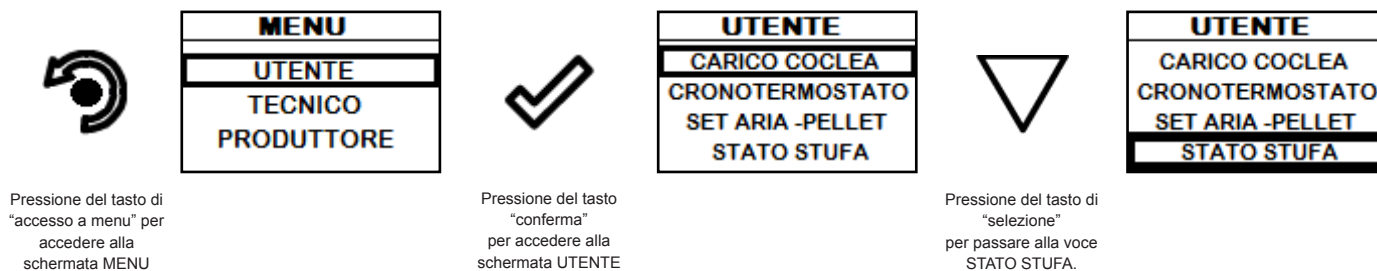 MENU
UTENTE
TECNICO
PRODUTTORE
UTENTE
CARICO COCLEA
CRONOTERMOSTATO
SET ARIA -PELLET
STATO STUFA
UTENTE
CARICO COCLEA
CRONOTERMOSTATO
SET ARIA -PELLET
STATO STUFA
Pressione del tasto di
“accesso a menu” per
accedere alla
schermata MENU
Pressione del tasto
“conferma”
per accedere alla
schermata UTENTE
Pressione del tasto di
“selezione”
per passare alla voce
STATO STUFA.